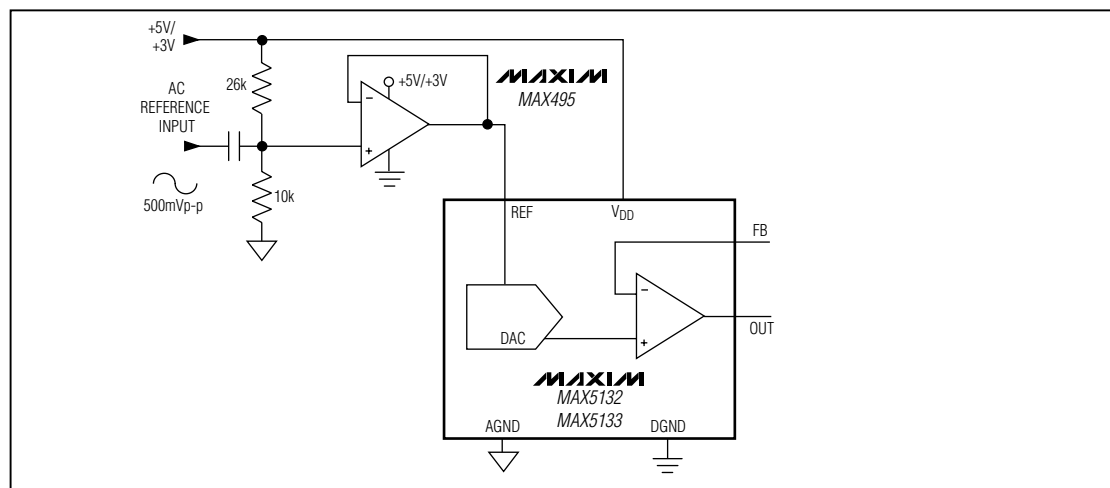 +5V/
+3V
26k
AC
REFERENCE
INPUT
10k
500mVp-p
−
+5V/+3V
+
MAXIM
MAX495
REF
VDD
FB
−
+
DAC
OUT
MAXIM
MAX5132
MAX5133
AGND
DGND